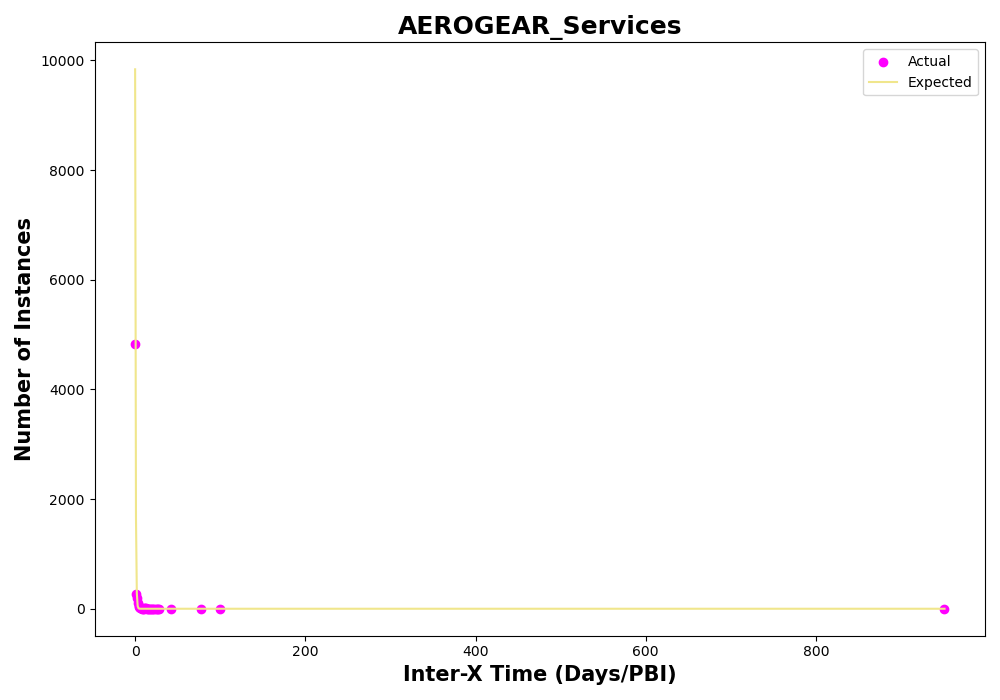 AEROGEAR_Services
Actual
Expected
10000
8000
6000
4000
2000
0
Number of Instances
0
200
400
600
800
Inter-X Time (Days/PBI)